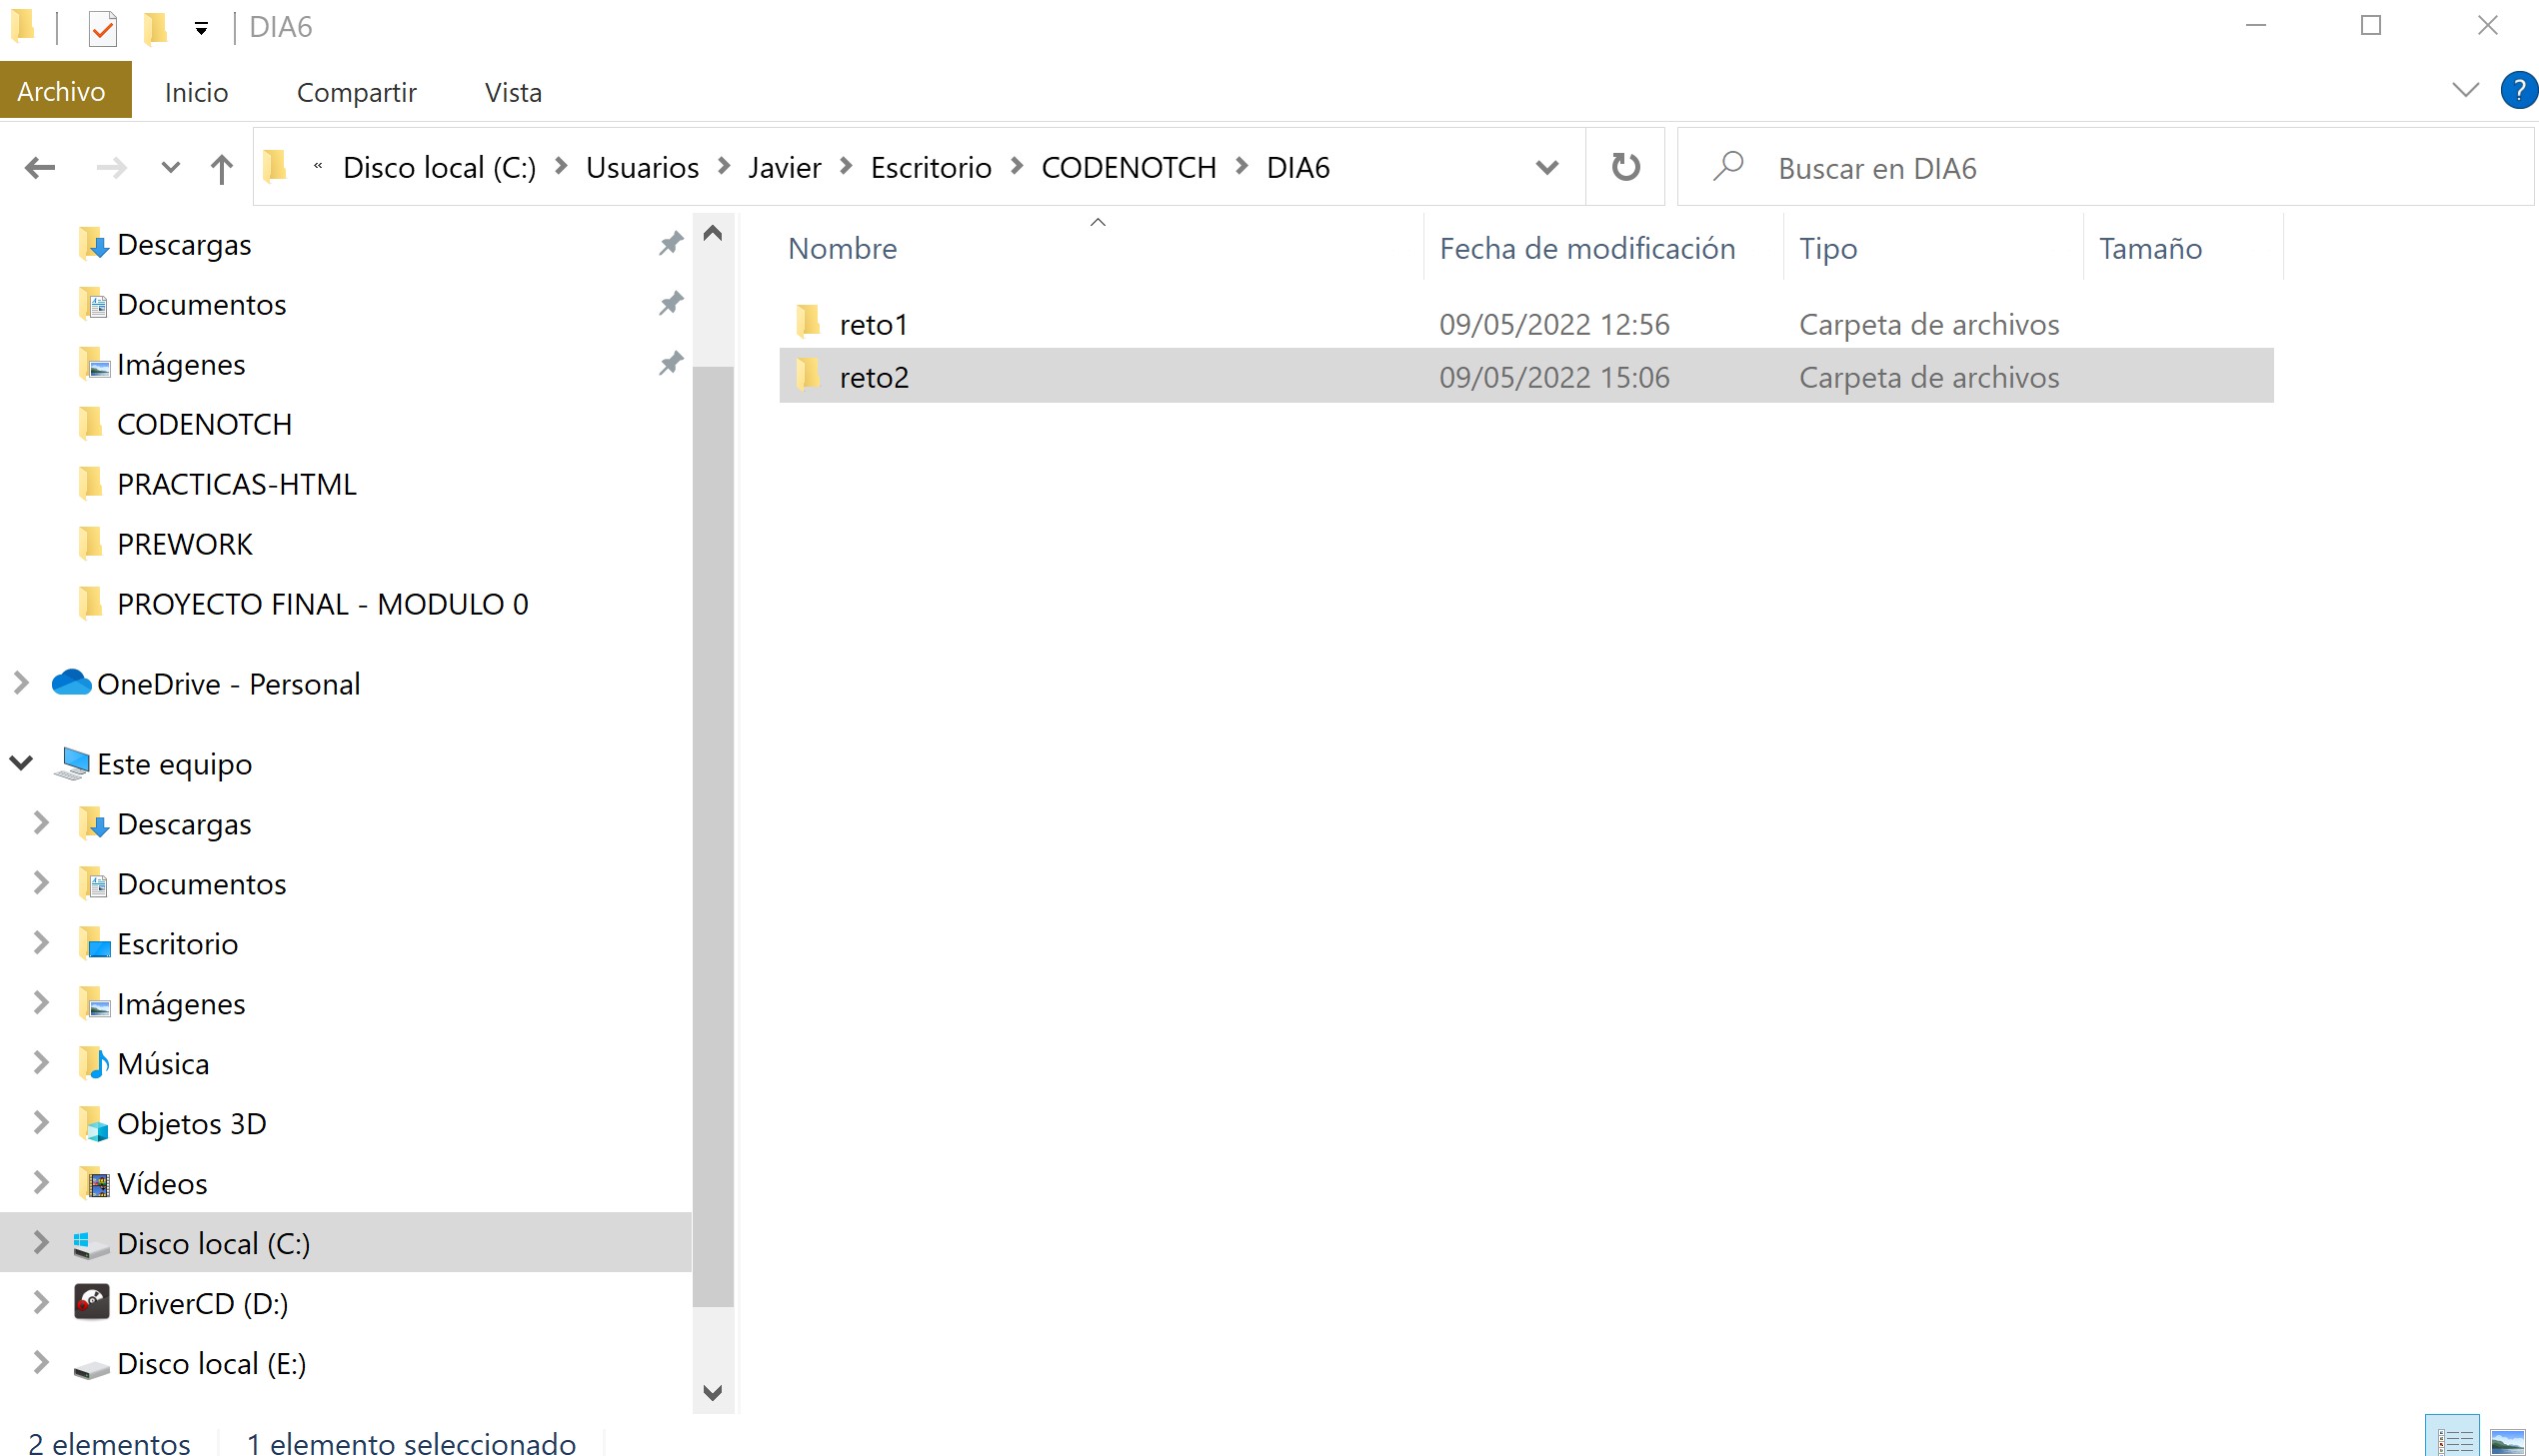 DIA6
Archivo Inicio Compartir Vista
« Disco local (C:) Usuarios Javier Escritorio CODENOTCH DIA6 Buscar en DIA6
Descargas
Documentos
Imágenes
CODENOTCH
PRACTICAS-HTML
PREWORK
PROYECTO FINAL - MODULO 0
OneDrive - Personal
Este equipo
Descargas
Documentos
Escritorio
Imágenes
Música
Objetos 3D
Vídeos
Disco local (C:)
DriverCD (D:)
Disco local (E:)
Nombre Fecha de modificación Tipo Tamaño
reto1 09/05/2022 12:56 Carpeta de archivos
reto2 09/05/2022 15:06 Carpeta de archivos
2 elementos 1 elemento seleccionado